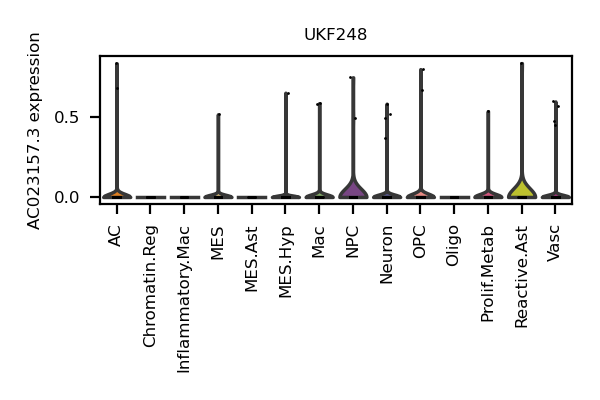 UKF248
AC023157.3 expression
0.5
0.0
AC
Chromatin.Reg
Inflammatory.Mac
MES
MES.Ast
MES.Hyp
Mac
NPC
Neuron
OPC
Oligo
Prolif.Metab
Reactive.Ast
Vasc